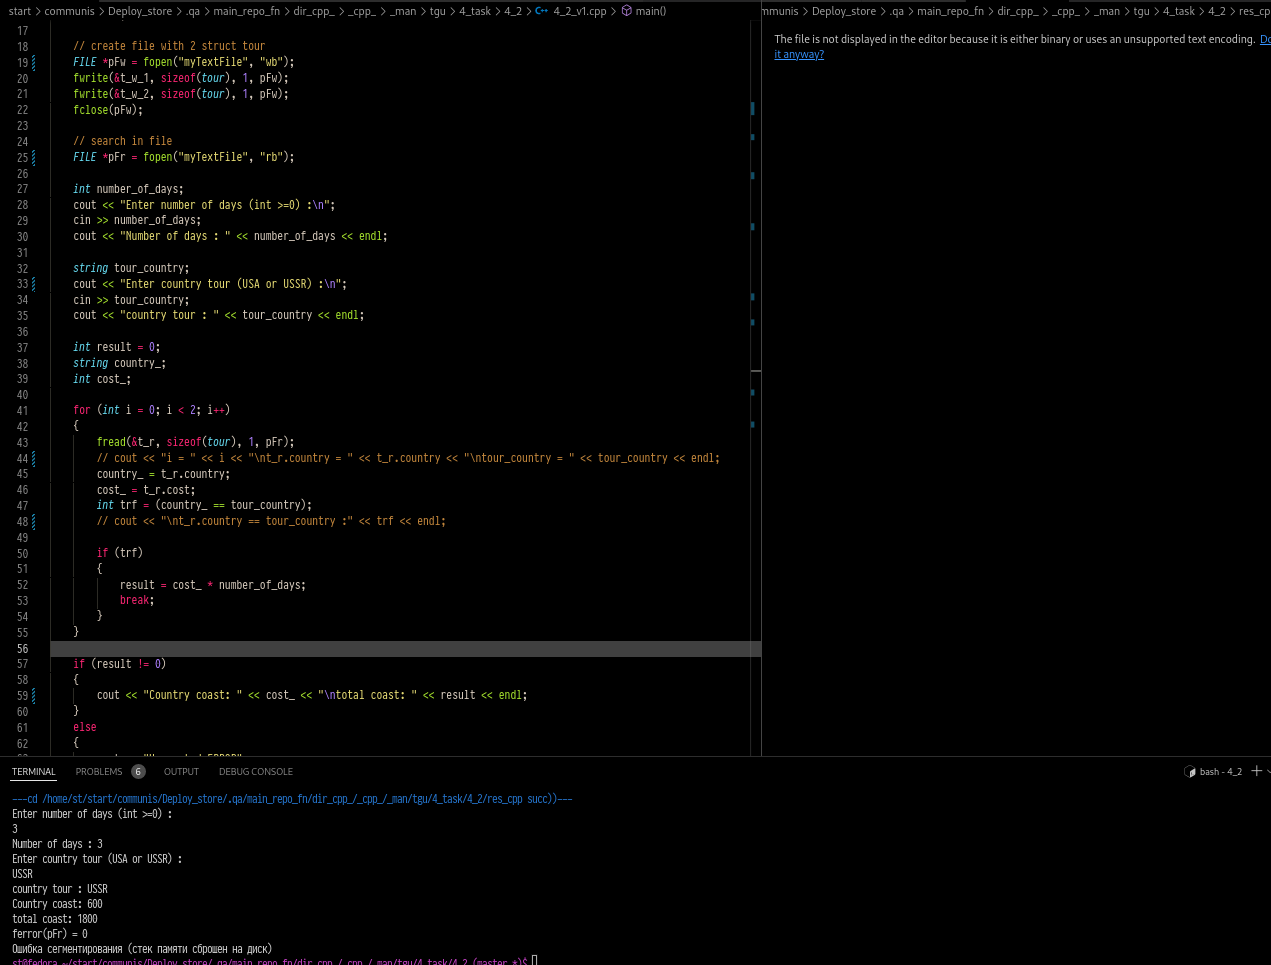 start > communis > Deploy_store > .qa > main_repo_fn > dir_cpp_ > _cpp_ > _man > tgu > 4_task > 4_2 > C++ 4_2_v1.cpp > main()
17
18 // create file with 2 struct tour
19 FILE *pFw = fopen("myTextFile", "wb");
20 fwrite(&t_w_1, sizeof(tour), 1, pFw);
21 fwrite(&t_w_2, sizeof(tour), 1, pFw);
22 fclose(pFw);
23
24 // search in file
25 FILE *pFr = fopen("myTextFile", "rb");
26
27 int number_of_days;
28 cout << "Enter number of days (int >=0) :\n";
29 cin >> number_of_days;
30 cout << "Number of days : " << number_of_days << endl;
31
32 string tour_country;
33 cout << "Enter country tour (USA or USSR) :\n";
34 cin >> tour_country;
35 cout << "country tour : " << tour_country << endl;
36
37 int result = 0;
38 string country_;
39 int cost_;
40
41 for (int i = 0; i < 2; i++)
42 {
43 fread(&t_r, sizeof(tour), 1, pFr);
44 // cout << "i = " << i << "\nt_r.country = " << t_r.country << "\ntour_country = " << tour_country << endl;
45 country_ = t_r.country;
46 cost_ = t_r.cost;
47 int trf = (country_ == tour_country);
48 // cout << "\nt_r.country == tour_country :" << trf << endl;
49
50 if (trf)
51 {
52 result = cost_ * number_of_days;
53 break;
54 }
55 }
56
57 if (result != 0)
58 {
59 cout << "Country coast: " << cost_ << "\ntotal coast: " << result << endl;
60 }
61 else
62 {
mmunis > Deploy_store > .qa > main_repo_fn > dir_cpp_ > _cpp_ > _man > tgu > 4_task > 4_2 > res_cp
The file is not displayed in the editor because it is either binary or uses an unsupported text encoding. Do
it anyway?
TERMINAL PROBLEMS 6 OUTPUT DEBUG CONSOLE bash - 4_2
---cd /home/st/start/communis/Deploy_store/.qa/main_repo_fn/dir_cpp_/_cpp_/_man/tgu/4_task/4_2/res_cpp succ))---
Enter number of days (int >=0) :
3
Number of days : 3
Enter country tour (USA or USSR) :
USSR
country tour : USSR
Country coast: 600
total coast: 1800
ferror(pFr) = 0
Ошибка сегментирования (стек памяти сброшен на диск)
st@fedora ~/start/communis/Deploy_store/.qa/main_repo_fn/dir_cpp_/_cpp_/_man/tgu/4_task/4_2 (master *)$